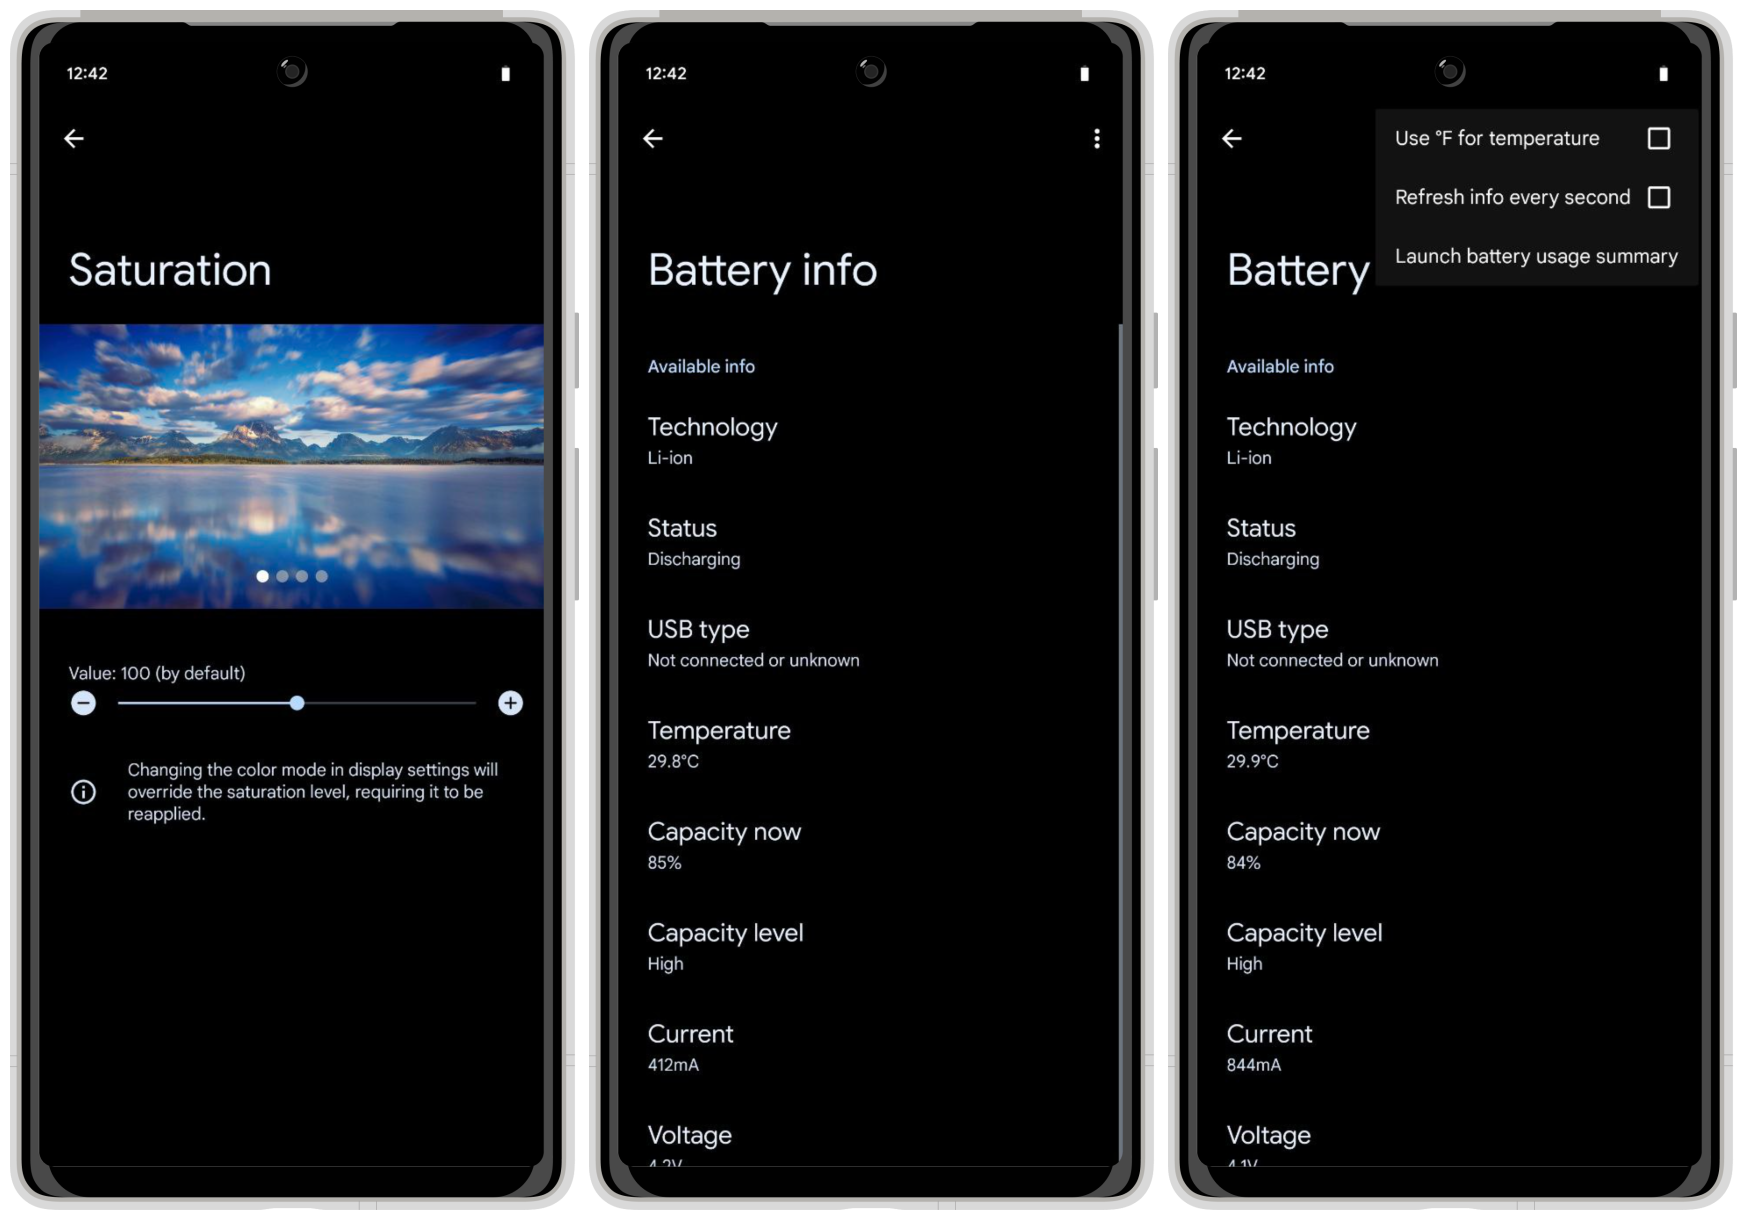 12:42
Saturation
Value: 100 (by default)
Changing the color mode in display settings will
override the saturation level, requiring it to be
reapplied.
12:42
Battery info
Available info
Technology
Li-ion
Status
Discharging
USB type
Not connected or unknown
Temperature
29.8°C
Capacity now
85%
Capacity level
High
Current
412mA
Voltage
4.2V
12:42
Use °F for temperature
Refresh info every second
Launch battery usage summary
Battery
Available info
Technology
Li-ion
Status
Discharging
USB type
Not connected or unknown
Temperature
29.9°C
Capacity now
84%
Capacity level
High
Current
844mA
Voltage
4.1V